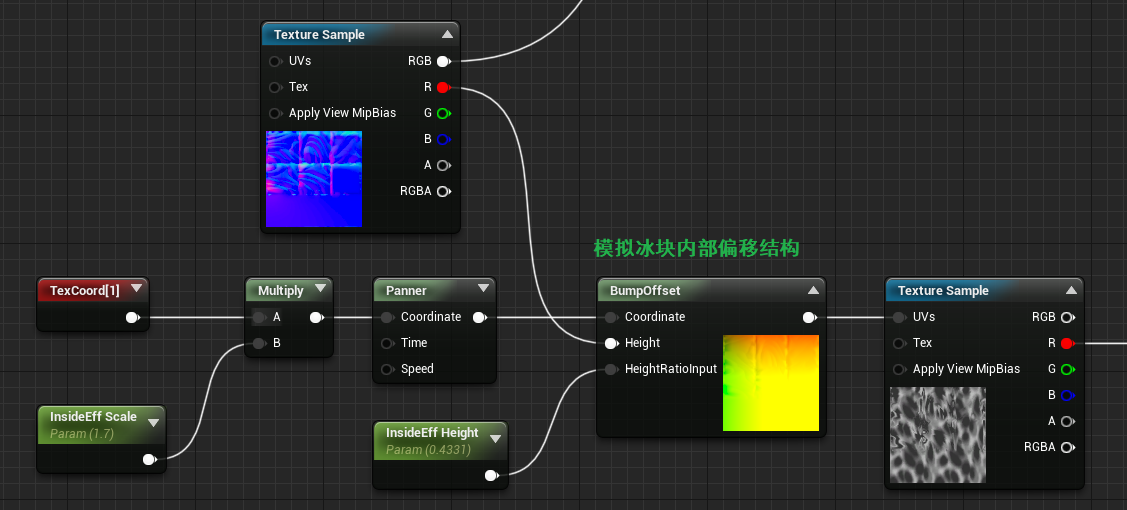 Texture Sample
UVs
RGB
Tex
R
Apply View MipBias
G
B
A
RGBA
模拟冰块内部偏移结构
TexCoord[1]
Multiply
A
B
Panner
Coordinate
Time
Speed
BumpOffset
Coordinate
Height
HeightRatioInput
Texture Sample
UVs
RGB
Tex
R
Apply View MipBias
G
B
A
RGBA
InsideEff Scale
Param (1.7)
InsideEff Height
Param (0.4331)